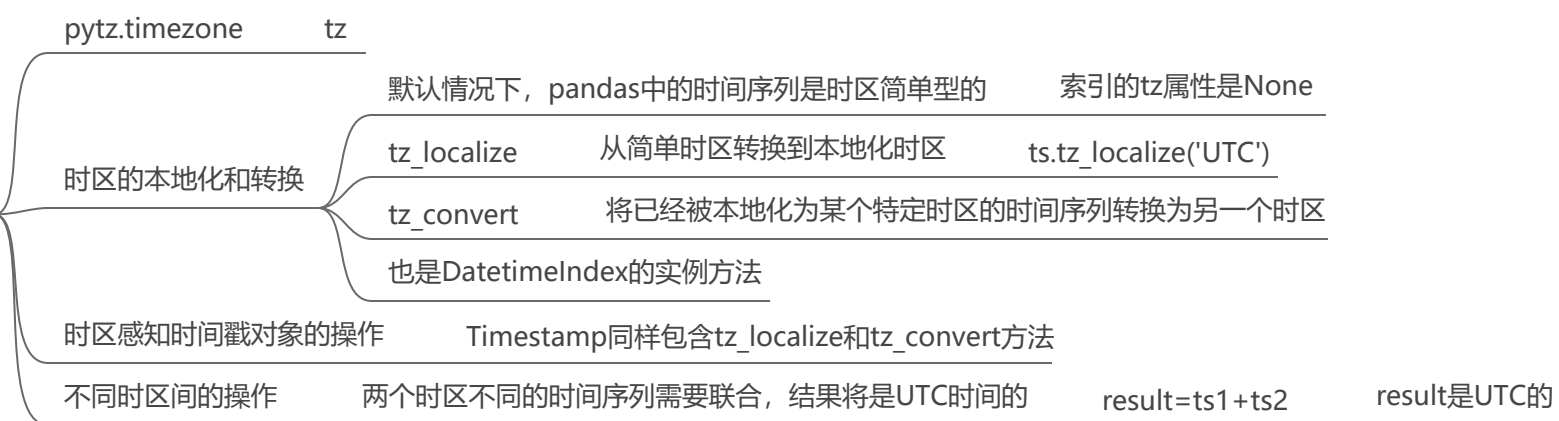 pytz.timezone tz
默认情况下，pandas中的时间序列是时区简单型的 索引的tz属性是None
tz_localize 从简单时区转换到本地化时区 ts.tz_localize('UTC')
时区的本地化和转换
tz_convert 将已经被本地化为某个特定时区的时间序列转换为另一个时区
也是DatetimeIndex的实例方法
时区感知时间戳对象的操作 Timestamp同样包含tz_localize和tz_convert方法
不同时区间的操作 两个时区不同的时间序列需要联合，结果将是UTC时间的 result=ts1+ts2 result是UTC的